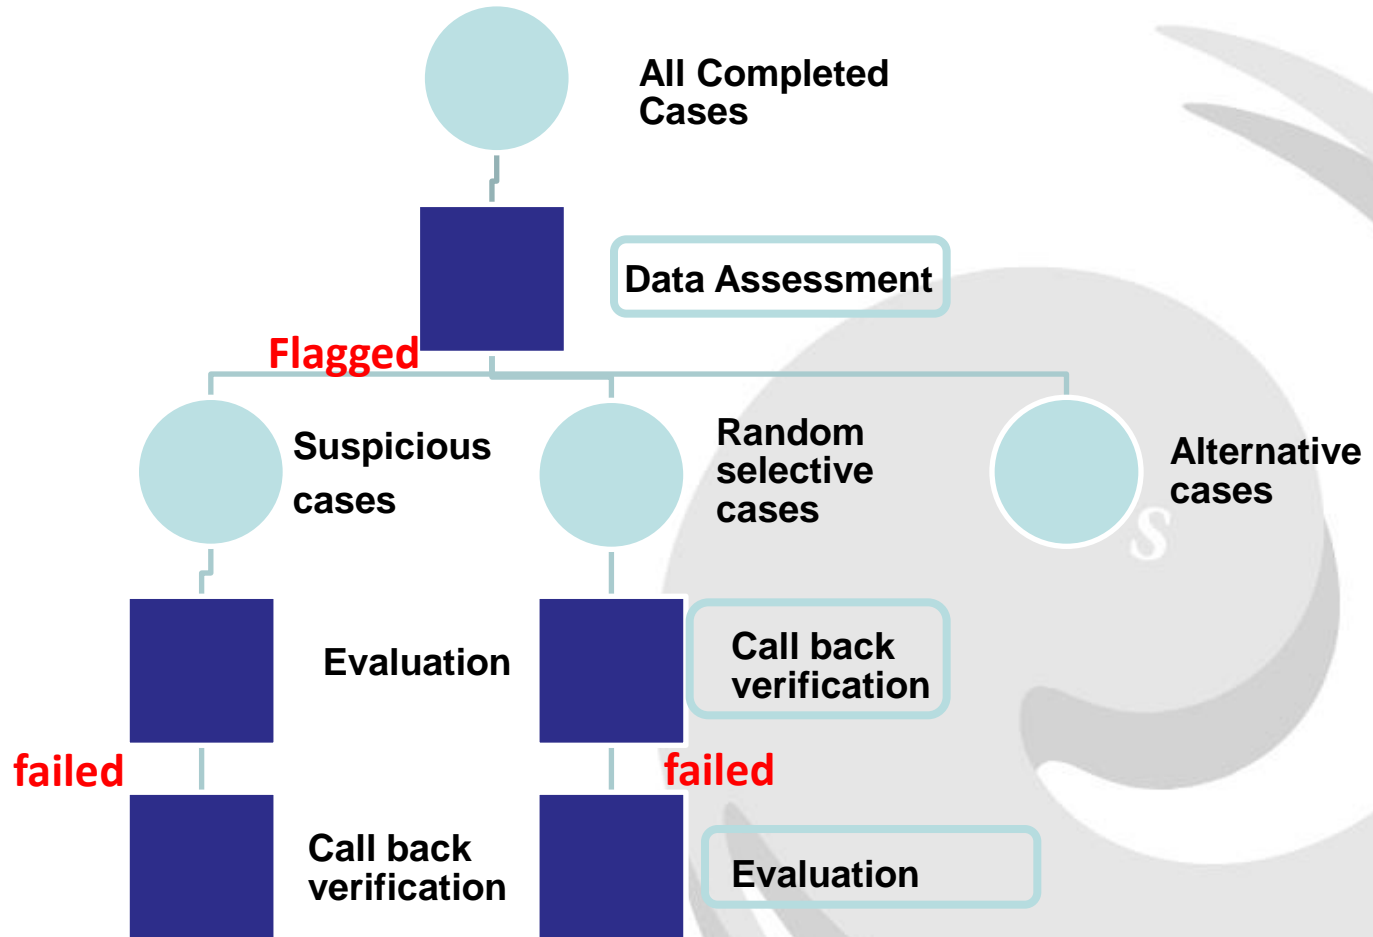 All Completed
Cases
Data Assessment
Flagged
Suspicious
cases
Random
selective
cases
Alternative
cases
s
Evaluation
Call back
verification
failed
failed
Call back
verification
Evaluation